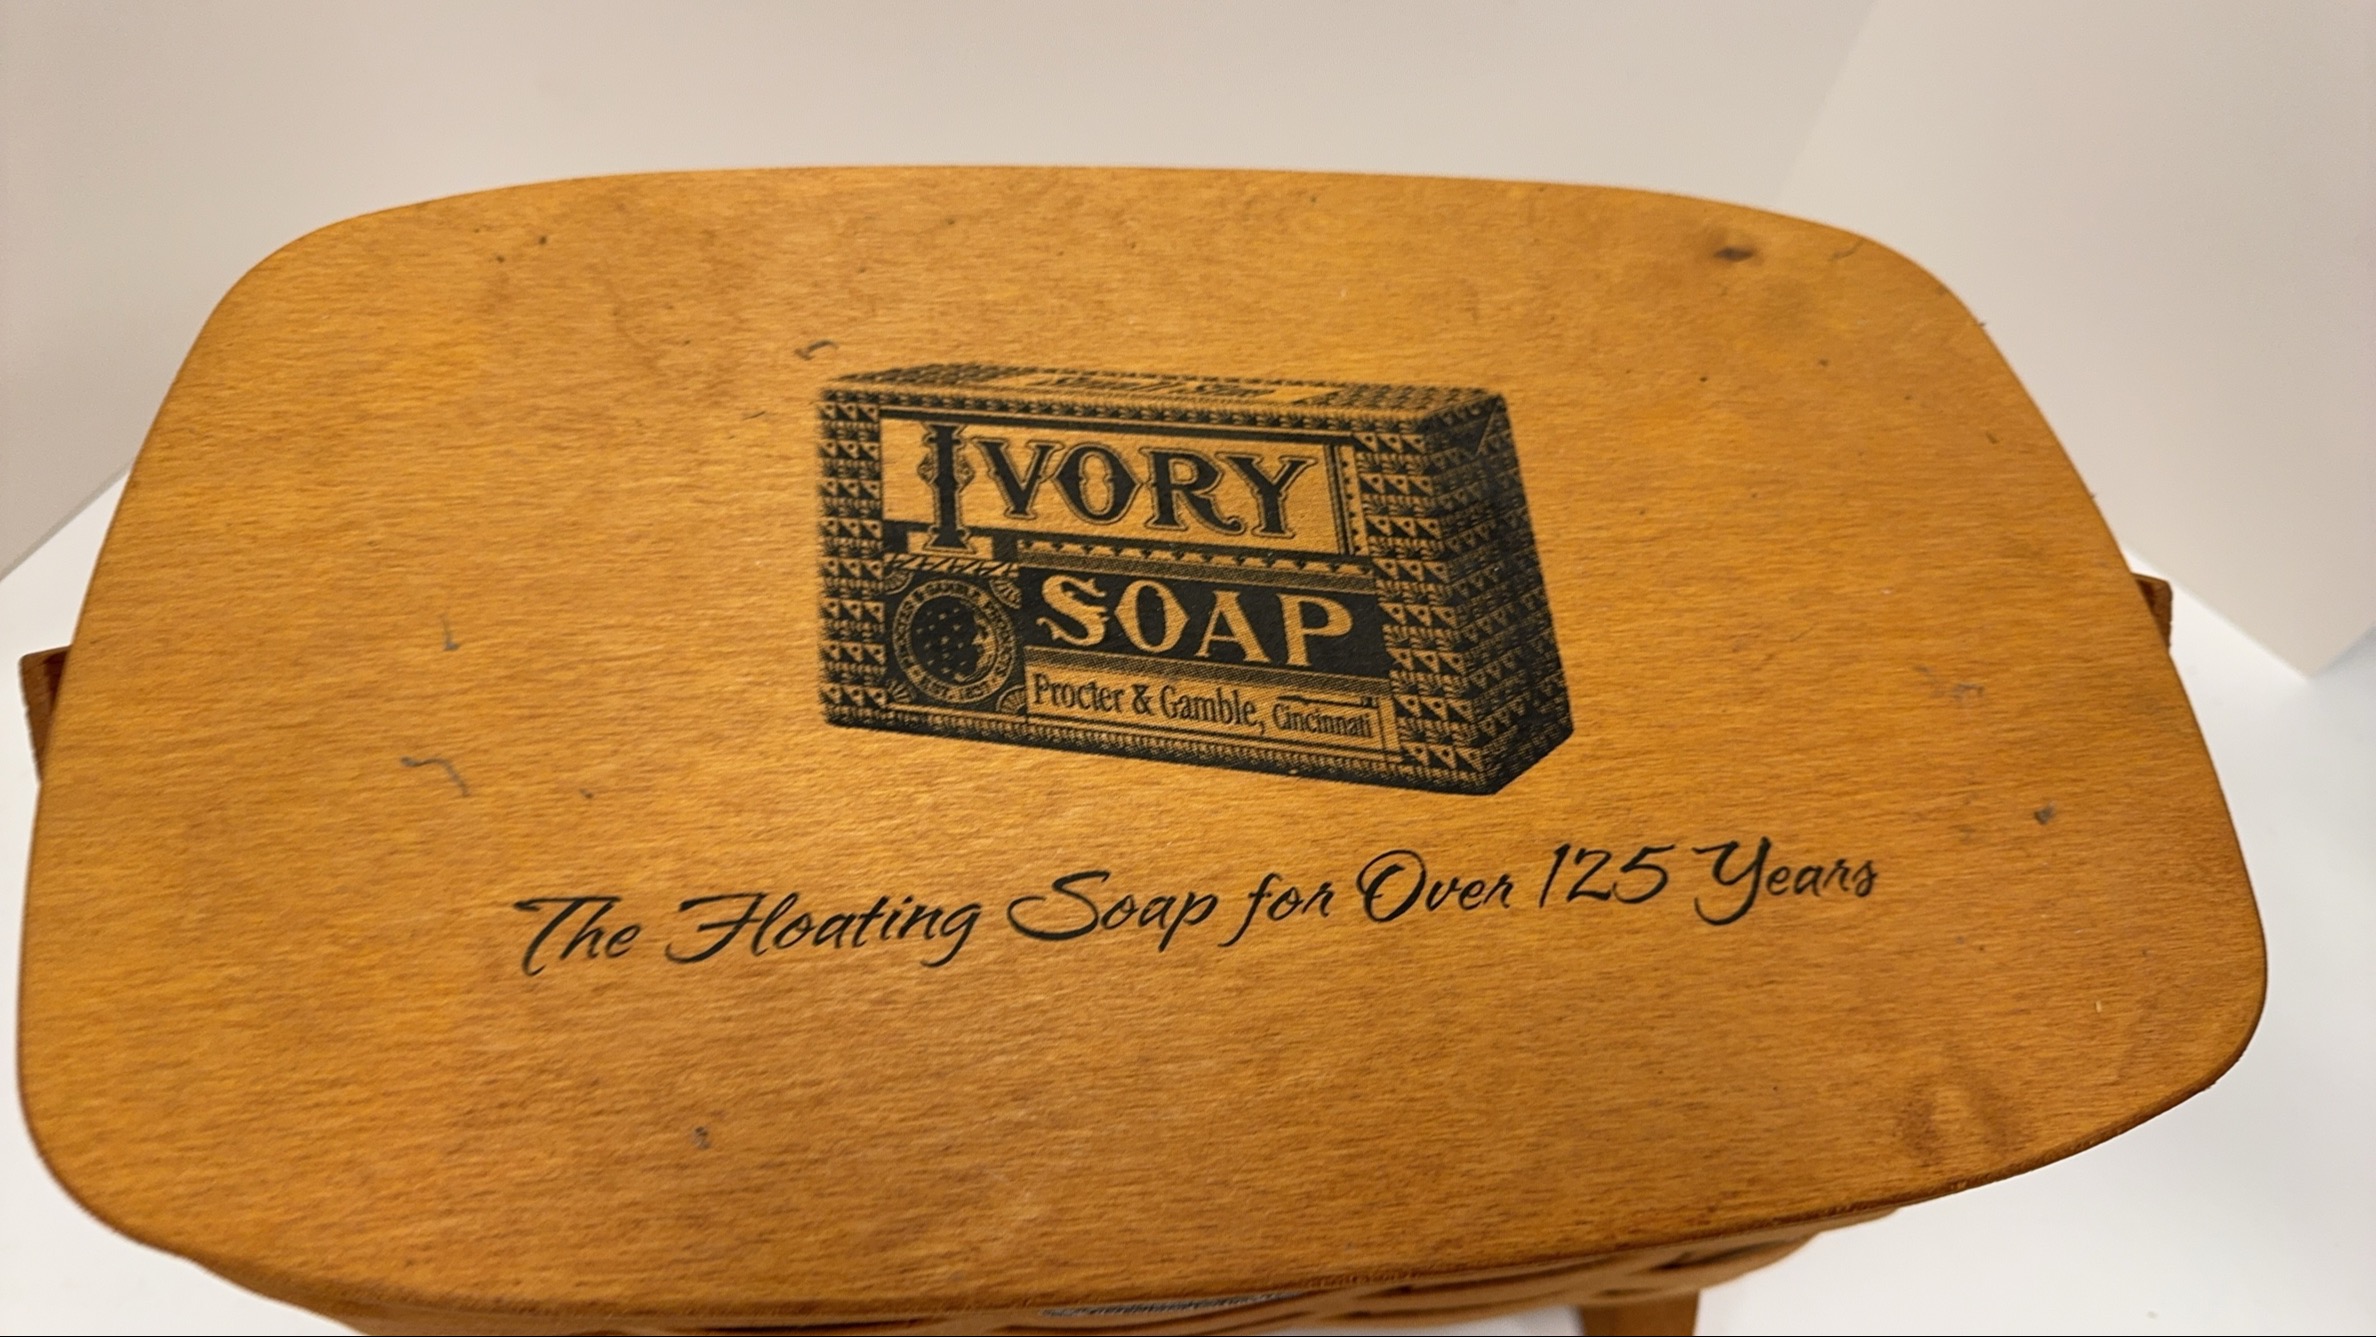 IVORY
SOAP
Procter & Gamble, Cincinnati
The Floating Soap for Over 125 Years